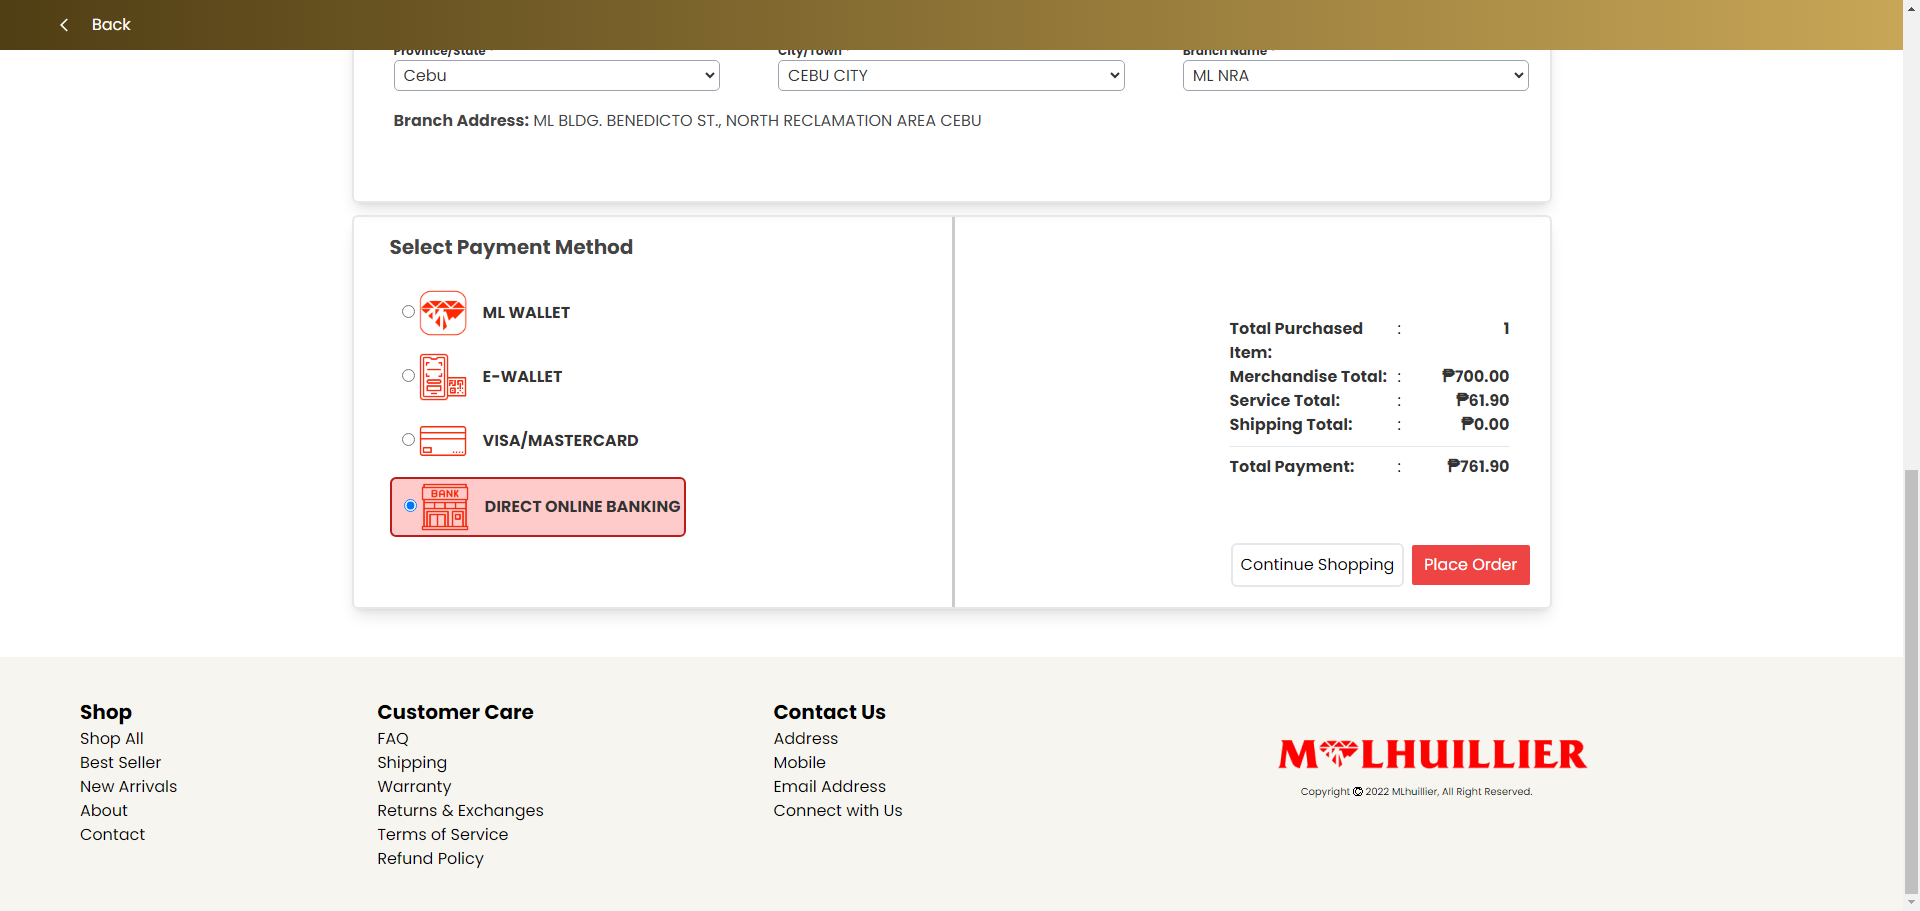 Back
Province/State *
City/Town *
Branch Name *
Cebu
CEBU CITY
ML NRA
Branch Address: ML BLDG. BENEDICTO ST., NORTH RECLAMATION AREA CEBU
Select Payment Method
ML WALLET
E-WALLET
VISA/MASTERCARD
BANK
DIRECT ONLINE BANKING
Total Purchased : 1
Item:
Merchandise Total: : ₱700.00
Service Total: : ₱61.90
Shipping Total: : ₱0.00
Total Payment: : ₱761.90
Continue Shopping
Place Order
Shop
Shop All
Best Seller
New Arrivals
About
Contact
Customer Care
FAQ
Shipping
Warranty
Returns & Exchanges
Terms of Service
Refund Policy
Contact Us
Address
Mobile
Email Address
Connect with Us
M LHUILLIER
Copyright © 2022 MLhuillier, All Right Reserved.